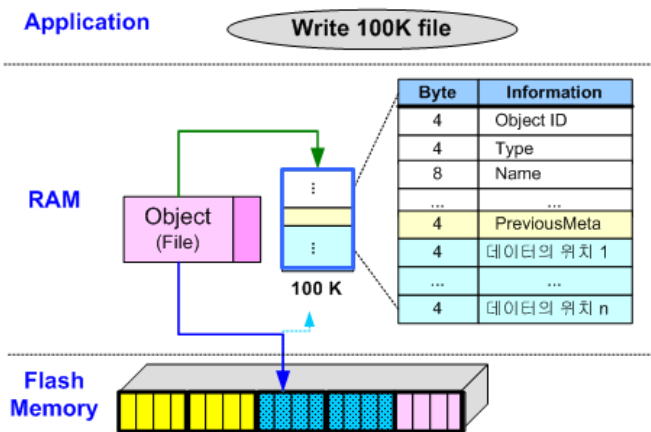 Application
Write 100K file
Byte Information
4 Object ID
4 Type
8 Name
... ...
4 PreviousMeta
4 데이터의 위치 1
... ...
4 데이터의 위치 n
RAM
Object
(File)
⋮
⋮
100 K
Flash
Memory